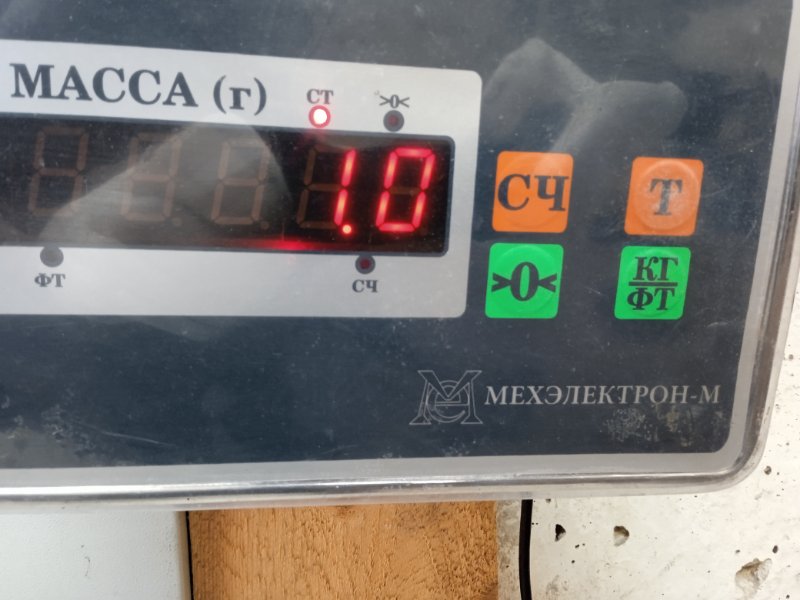 МАССА (г)
СТ >0<
1.0
ФТ
СЧ
СЧ Т
>0< КГ
ФТ
МЕХЭЛЕКТРОН-М